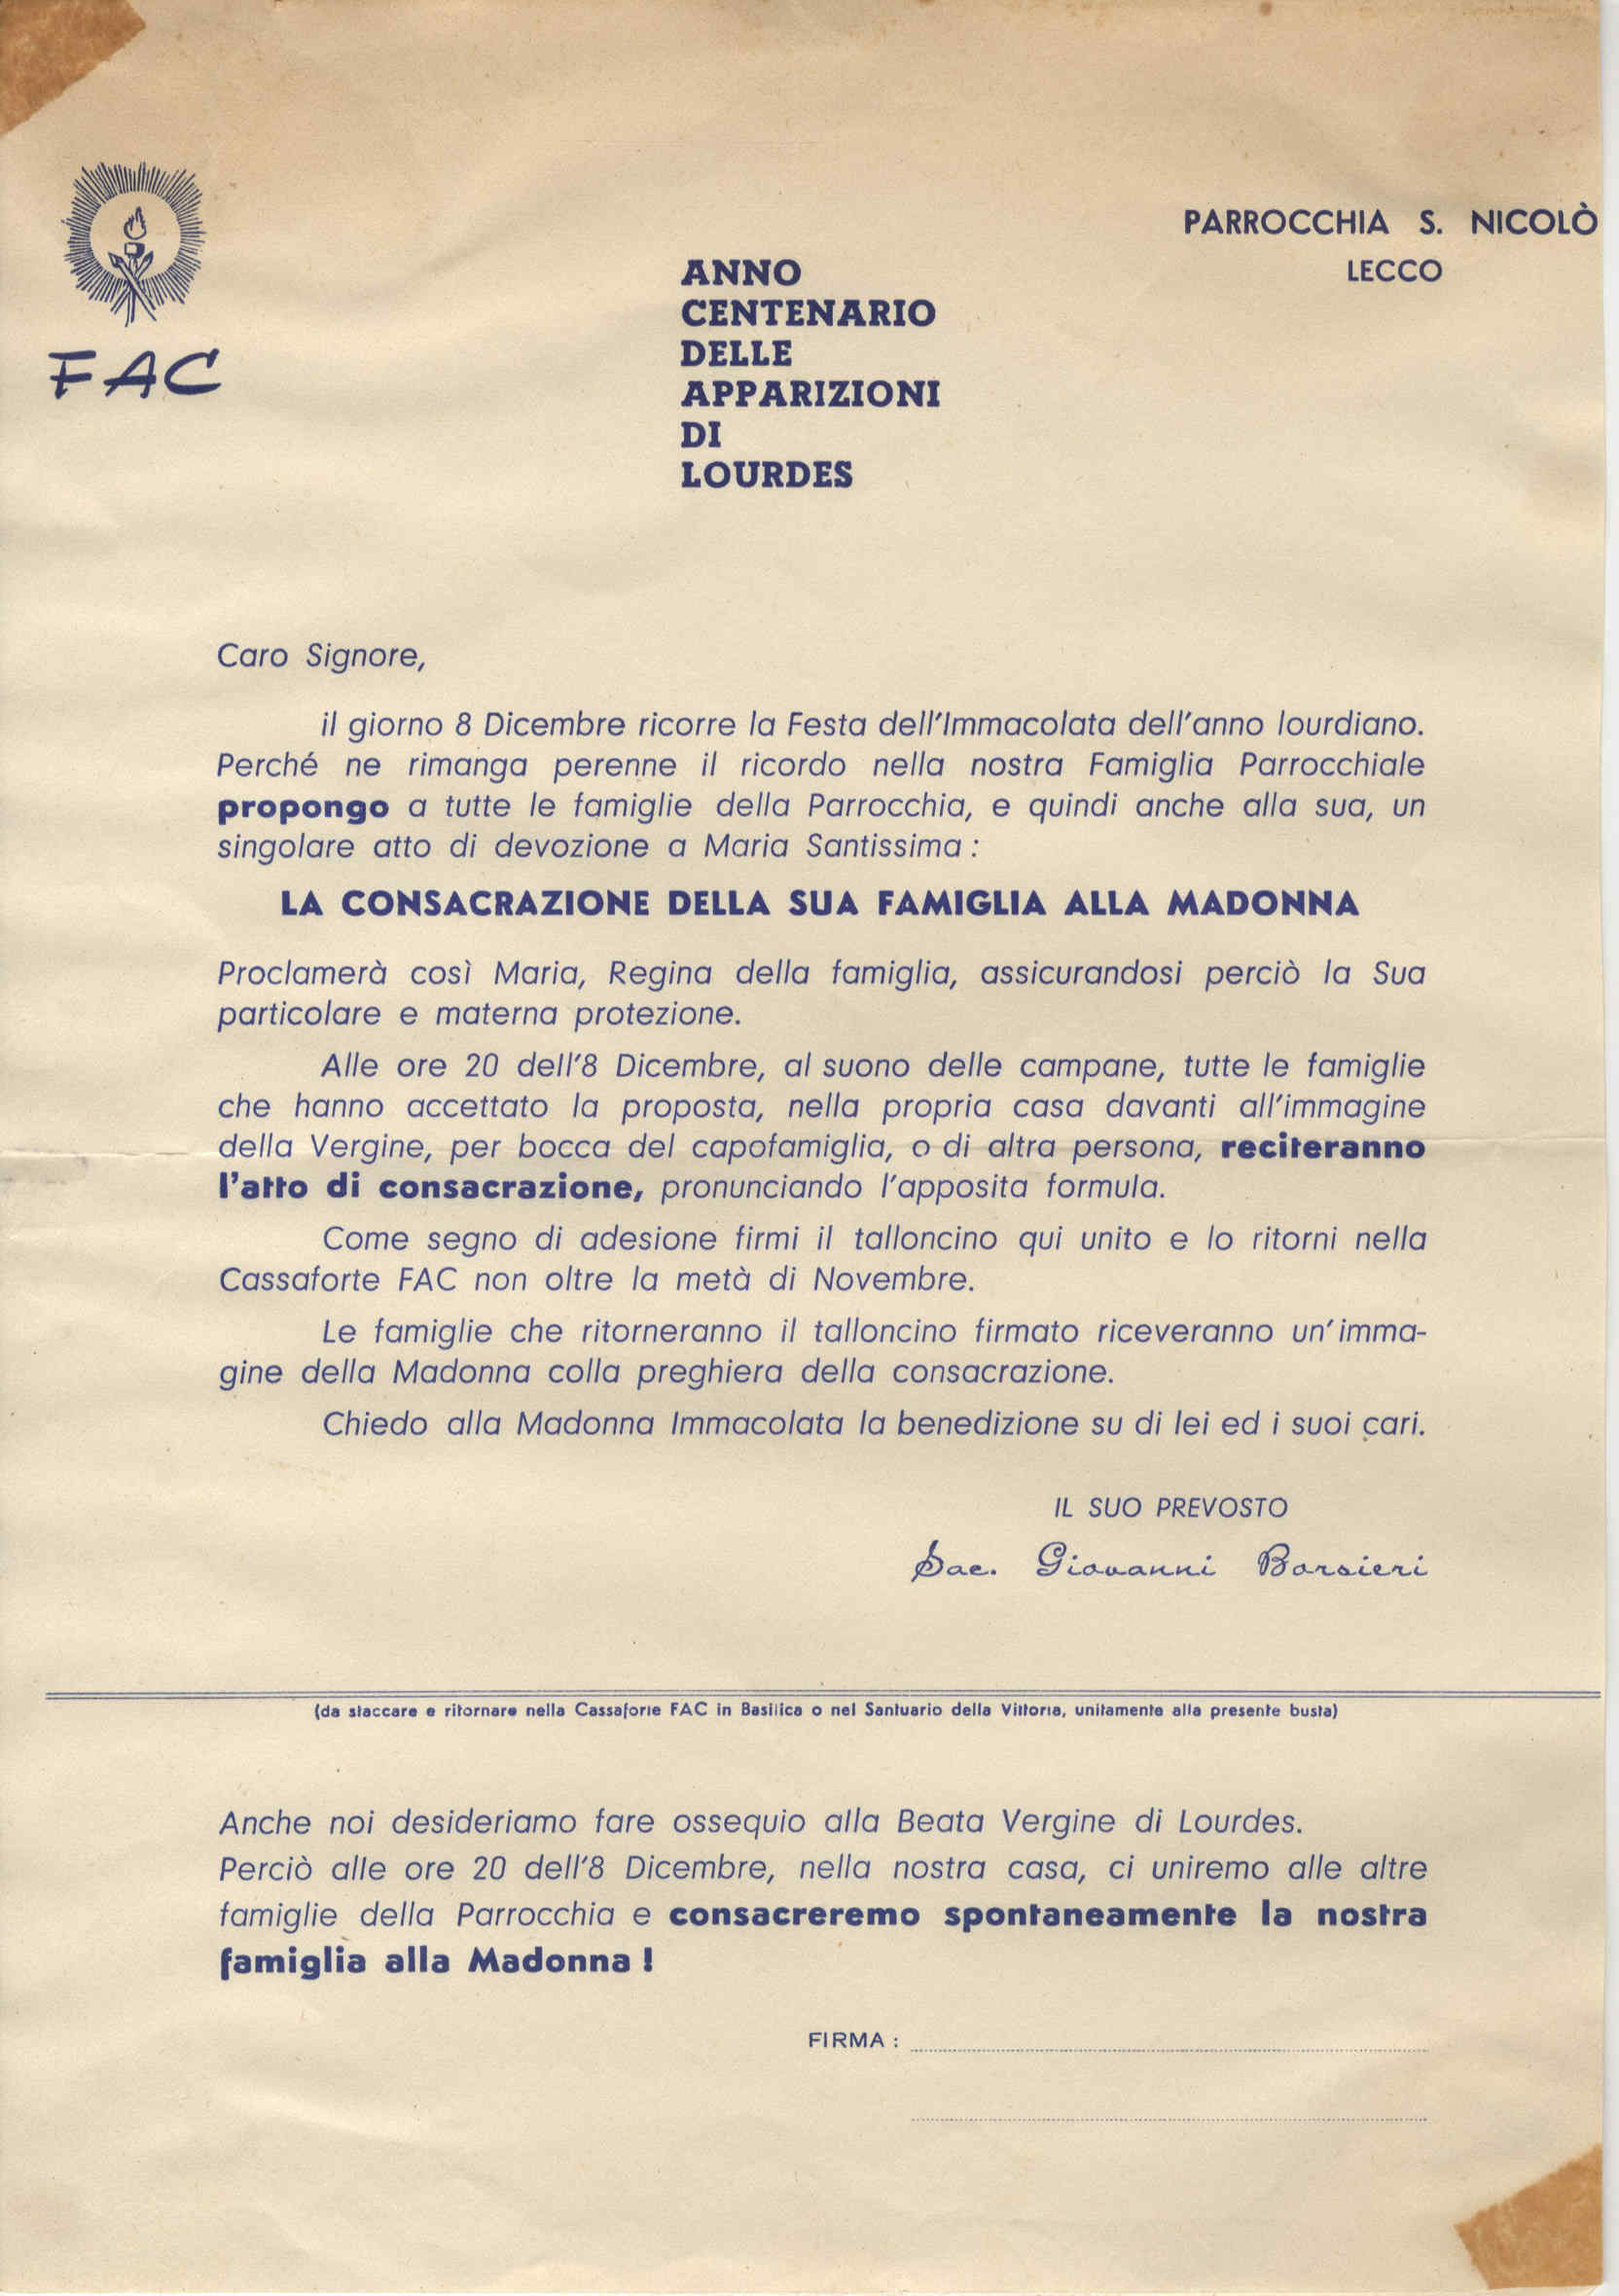 PARROCCHIA S. NICOLÒ
LECCO
FAC
ANNO
CENTENARIO
DELLE
APPARIZIONI
DI
LOURDES
Caro Signore,
il giorno 8 Dicembre ricorre la Festa dell'Immacolata dell'anno lourdiano.
Perché ne rimanga perenne il ricordo nella nostra Famiglia Parrocchiale
propongo a tutte le famiglie della Parrocchia, e quindi anche alla sua, un
singolare atto di devozione a Maria Santissima :
LA CONSACRAZIONE DELLA SUA FAMIGLIA ALLA MADONNA
Proclamerà così Maria, Regina della famiglia, assicurandosi perciò la Sua
particolare e materna protezione.
Alle ore 20 dell'8 Dicembre, al suono delle campane, tutte le famiglie
che hanno accettato la proposta, nella propria casa davanti all'immagine
della Vergine, per bocca del capofamiglia, o di altra persona, reciteranno
l'atto di consacrazione, pronunciando l'apposita formula.
Come segno di adesione firmi il talloncino qui unito e lo ritorni nella
Cassaforte FAC non oltre la metà di Novembre.
Le famiglie che ritorneranno il talloncino firmato riceveranno un'imma-
gine della Madonna colla preghiera della consacrazione.
Chiedo alla Madonna Immacolata la benedizione su di lei ed i suoi cari.
IL SUO PREVOSTO
Sac. Giovanni Borsieri
(da staccare e ritornare nella Cassaforte FAC in Basilica o nel Santuario della Vittoria, unitamente alla presente busta)
Anche noi desideriamo fare ossequio alla Beata Vergine di Lourdes.
Perciò alle ore 20 dell'8 Dicembre, nella nostra casa, ci uniremo alle altre
famiglie della Parrocchia e consacreremo spontaneamente la nostra
famiglia alla Madonna !
FIRMA :